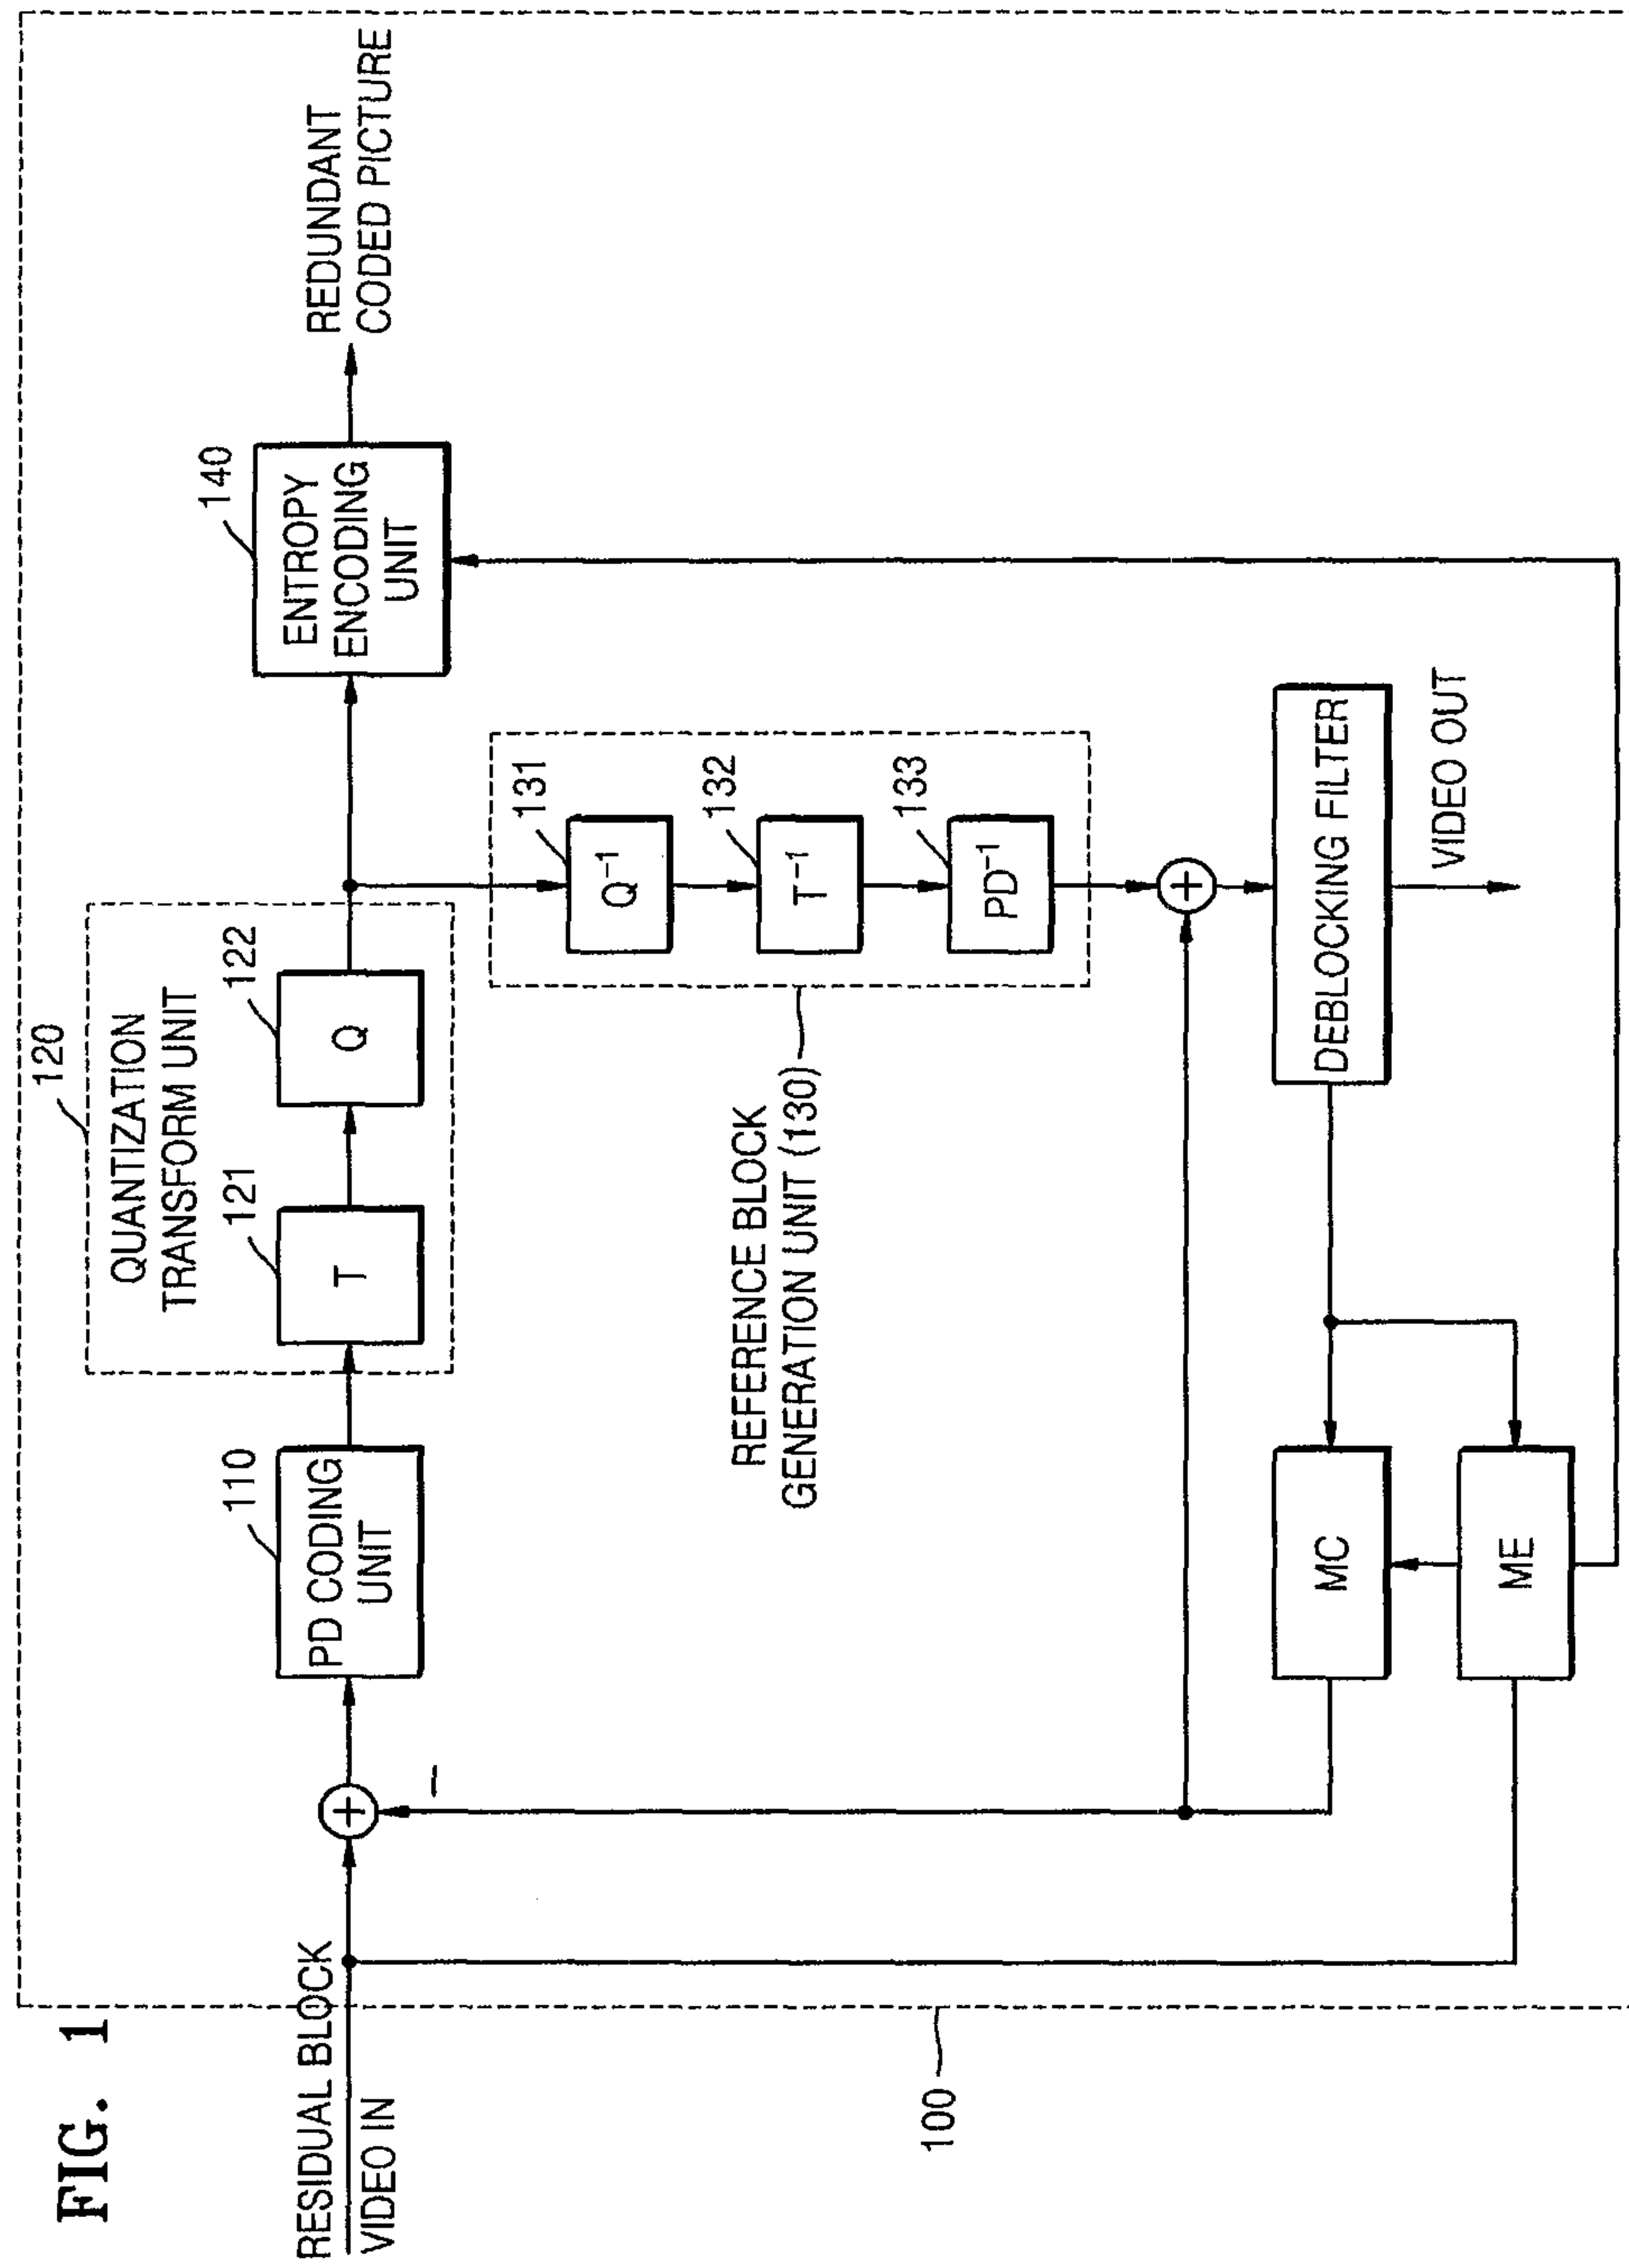 FIG. 1
RESIDUAL BLOCK
VIDEO IN
100
+
–
110
PD CODING
UNIT
120
QUANTIZATION
TRANSFORM UNIT
121
T
122
Q
140
ENTROPY
ENCODING
UNIT
REDUNDANT
CODED PICTURE
131
Q⁻¹
132
T⁻¹
133
PD⁻¹
REFERENCE BLOCK
GENERATION UNIT (130)
+
DEBLOCKING FILTER
VIDEO OUT
MC
ME